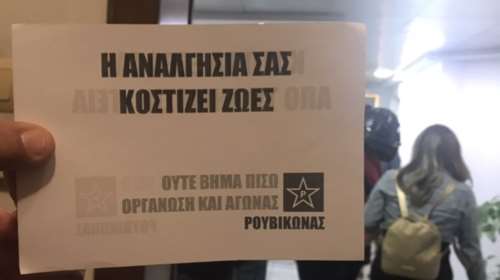 Η ΑΝΑΛΓΗΣΙΑ ΣΑΣ
ΚΟΣΤΙΖΕΙ ΖΩΕΣ
ΟΥΤΕ ΒΗΜΑ ΠΙΣΩ
ΟΡΓΑΝΩΣΗ ΚΑΙ ΑΓΩΝΑΣ
Ρ
ΡΟΥΒΙΚΩΝΑΣ